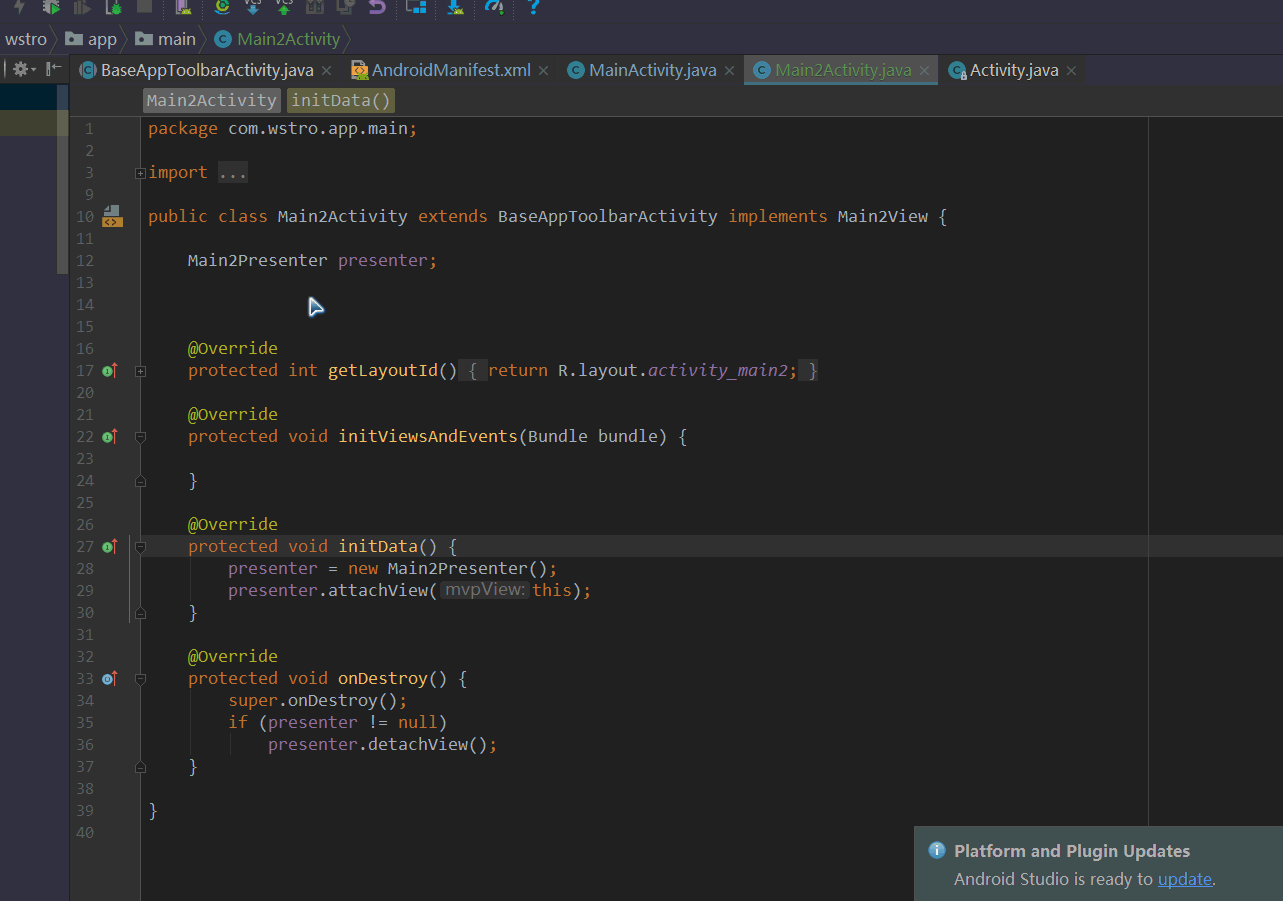 VCS VCS
wstro app main Main2Activity
BaseAppToolbarActivity.java AndroidManifest.xml MainActivity.java Main2Activity.java Activity.java
Main2Activity initData()
1 package com.wstro.app.main;
2
3 import ...
9
10 public class Main2Activity extends BaseAppToolbarActivity implements Main2View {
11
12 Main2Presenter presenter;
13
14
15
16 @Override
17 protected int getLayoutId() { return R.layout.activity_main2; }
20
21 @Override
22 protected void initViewsAndEvents(Bundle bundle) {
23
24 }
25
26 @Override
27 protected void initData() {
28 presenter = new Main2Presenter();
29 presenter.attachView( mvpView: this);
30 }
31
32 @Override
33 protected void onDestroy() {
34 super.onDestroy();
35 if (presenter != null)
36 presenter.detachView();
37 }
38
39 }
40
Platform and Plugin Updates
Android Studio is ready to update.